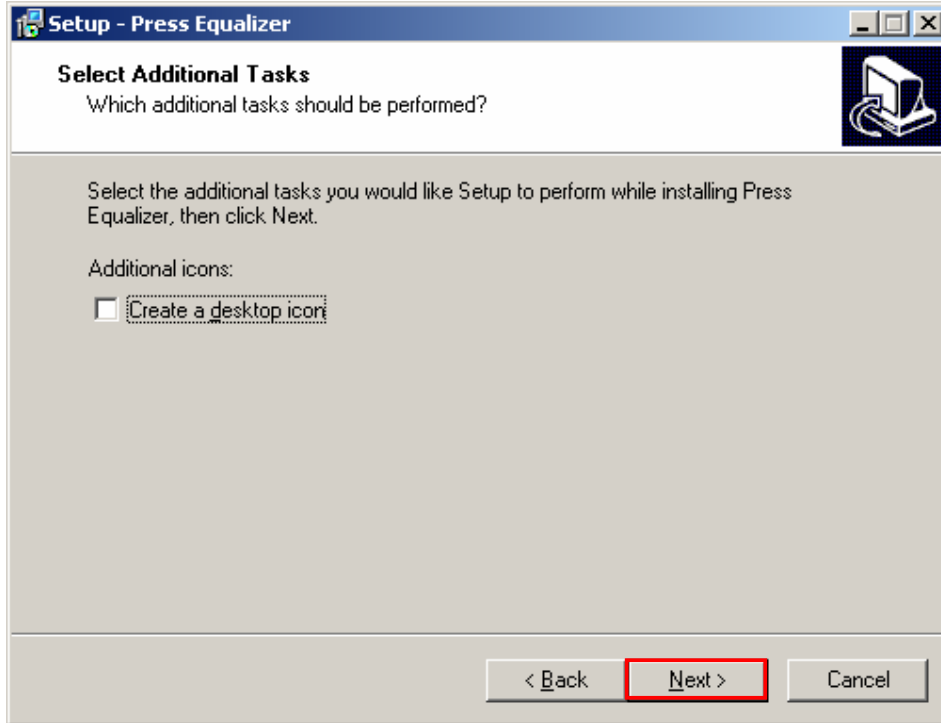 Setup - Press Equalizer
Select Additional Tasks
Which additional tasks should be performed?
Select the additional tasks you would like Setup to perform while installing Press
Equalizer, then click Next.
Additional icons:
Create a desktop icon
< Back
Next >
Cancel